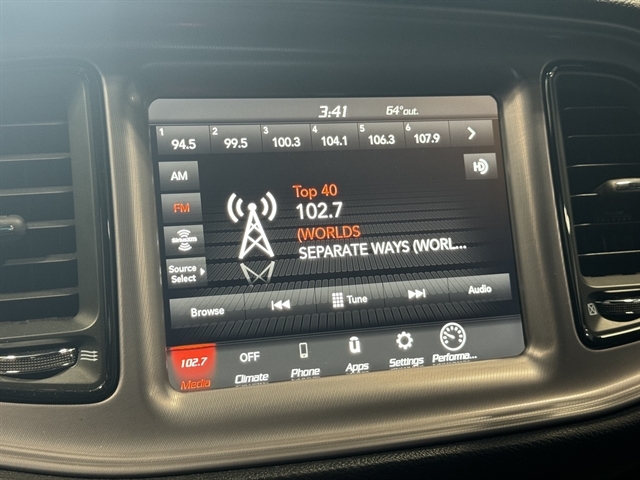 3:41 64°out.
1 94.5 2 99.5 3 100.3 4 104.1 5 106.3 6 107.9
AM
HD
FM
Top 40
102.7
(WORLDS
SEPARATE WAYS (WORL...
SiriusXM
Source
Select
Browse Tune Audio
102.7 OFF
Media Climate Phone Apps Settings Performa...